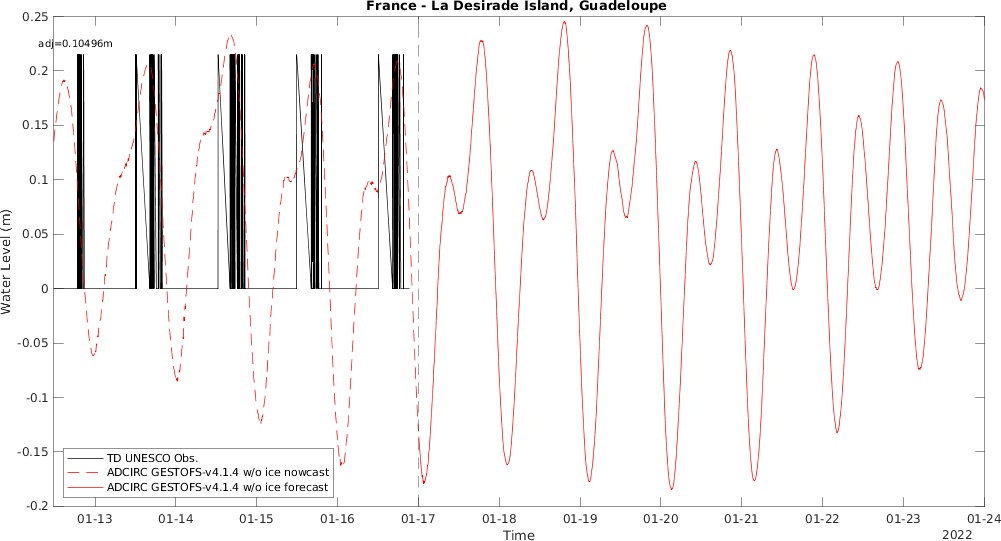 France - La Desirade Island, Guadeloupe
adj=0.10496m
0.25
0.2
0.15
0.1
0.05
0
-0.05
-0.1
-0.15
-0.2
Water Level (m)
TD UNESCO Obs.
ADCIRC GESTOFS-v4.1.4 w/o ice nowcast
ADCIRC GESTOFS-v4.1.4 w/o ice forecast
01-13 01-14 01-15 01-16 01-17 01-18 01-19 01-20 01-21 01-22 01-23 01-24
Time
2022